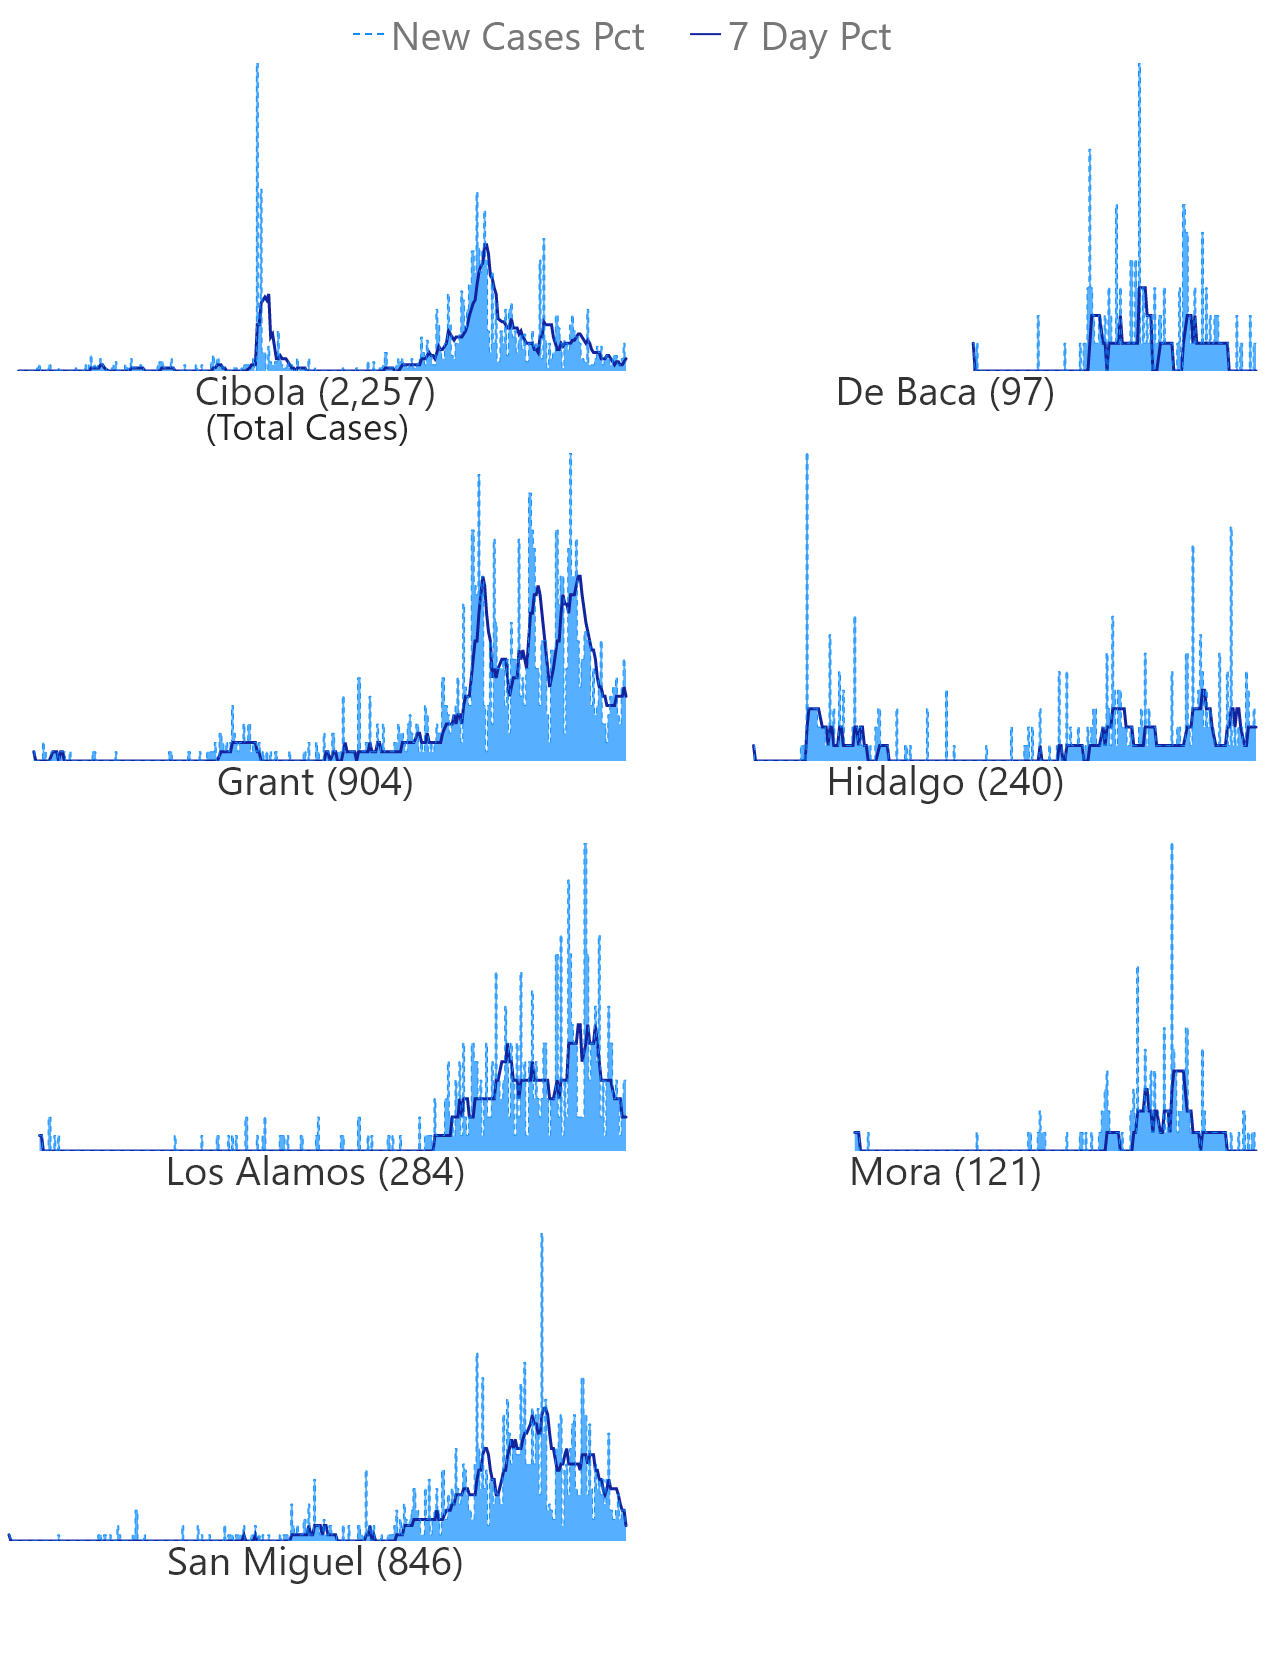 New Cases Pct 7 Day Pct
Cibola (2,257) De Baca (97)
(Total Cases)
Grant (904) Hidalgo (240)
Los Alamos (284) Mora (121)
San Miguel (846)